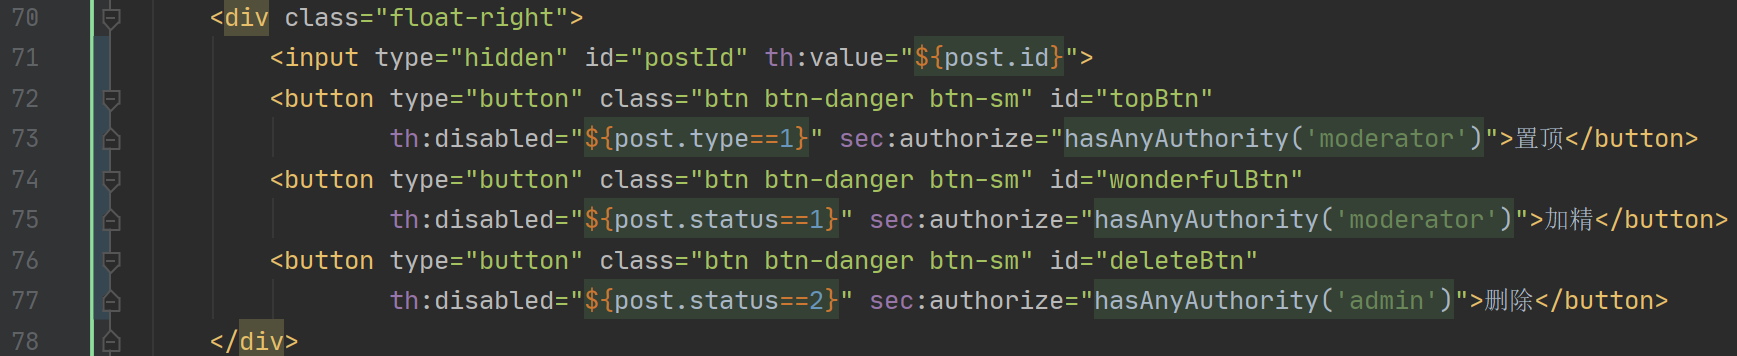 70 <div class="float-right">
71 <input type="hidden" id="postId" th:value="${post.id}">
72 <button type="button" class="btn btn-danger btn-sm" id="topBtn"
73 th:disabled="${post.type==1}" sec:authorize="hasAnyAuthority('moderator')">置顶</button>
74 <button type="button" class="btn btn-danger btn-sm" id="wonderfulBtn"
75 th:disabled="${post.status==1}" sec:authorize="hasAnyAuthority('moderator')">加精</button>
76 <button type="button" class="btn btn-danger btn-sm" id="deleteBtn"
77 th:disabled="${post.status==2}" sec:authorize="hasAnyAuthority('admin')">删除</button>
78 </div>